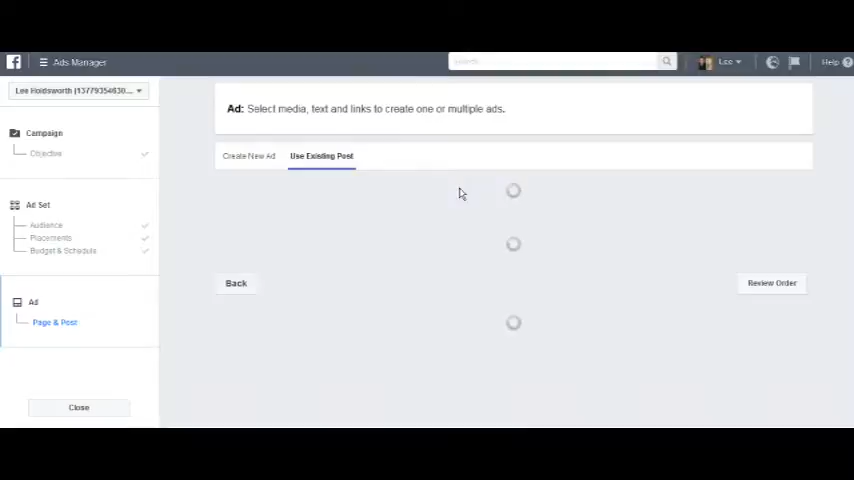 Ads Manager
Search
Lee
Help
Lee Holdsworth (13779354630...
Campaign
Objective
Ad Set
Audience
Placements
Budget & Schedule
Ad
Page & Post
Close
Ad: Select media, text and links to create one or multiple ads.
Create New Ad
Use Existing Post
Back
Review Order